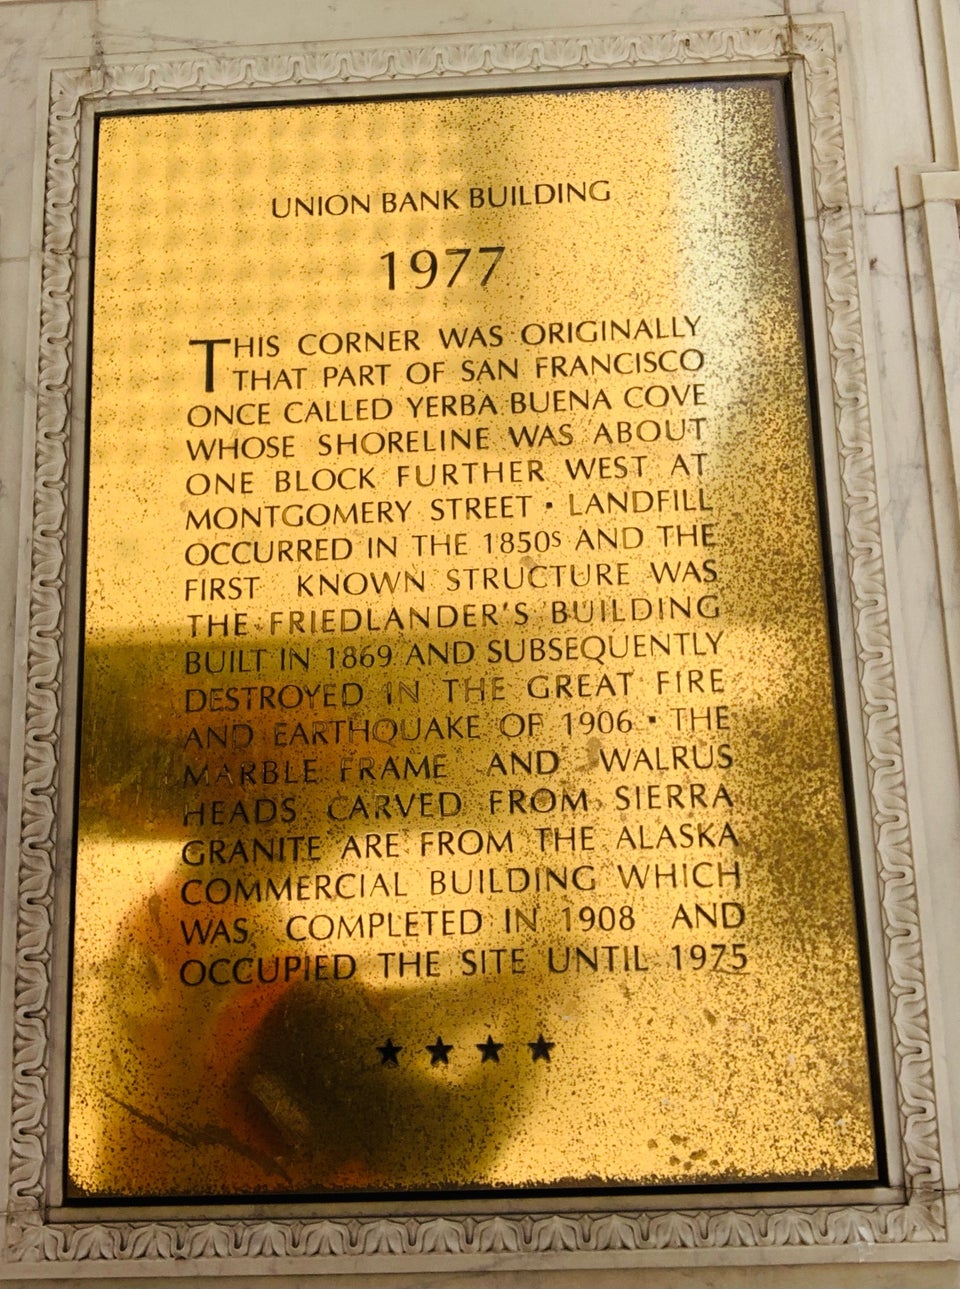 UNION BANK BUILDING
1977
THIS CORNER WAS ORIGINALLY
THAT PART OF SAN FRANCISCO
ONCE CALLED YERBA BUENA COVE
WHOSE SHORELINE WAS ABOUT
ONE BLOCK FURTHER WEST AT
MONTGOMERY STREET · LANDFILL
OCCURRED IN THE 1850S AND THE
FIRST KNOWN STRUCTURE WAS
THE FRIEDLANDER'S BUILDING
BUILT IN 1869 AND SUBSEQUENTLY
DESTROYED IN THE GREAT FIRE
AND EARTHQUAKE OF 1906 · THE
MARBLE FRAME AND WALRUS
HEADS CARVED FROM SIERRA
GRANITE ARE FROM THE ALASKA
COMMERCIAL BUILDING WHICH
WAS COMPLETED IN 1908 AND
OCCUPIED THE SITE UNTIL 1975
★ ★ ★ ★